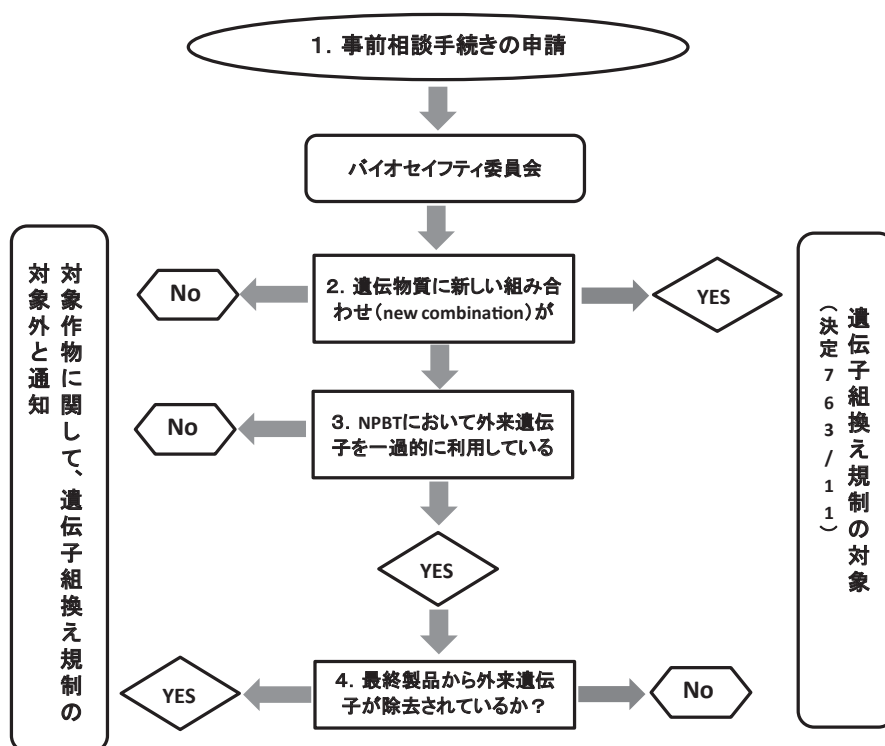 1．事前相談手続きの申請
バイオセイフティ委員会
2．遺伝物質に新しい組み合
わせ（new combination）が
No
YES
3．NPBTにおいて外来遺伝
子を一過的に利用している
No
YES
4．最終製品から外来遺伝
子が除去されているか？
YES
No
対象作物に関して、遺伝子組換え規制の
対象外と通知
遺伝子組換え規制の対象
（決定763/11）